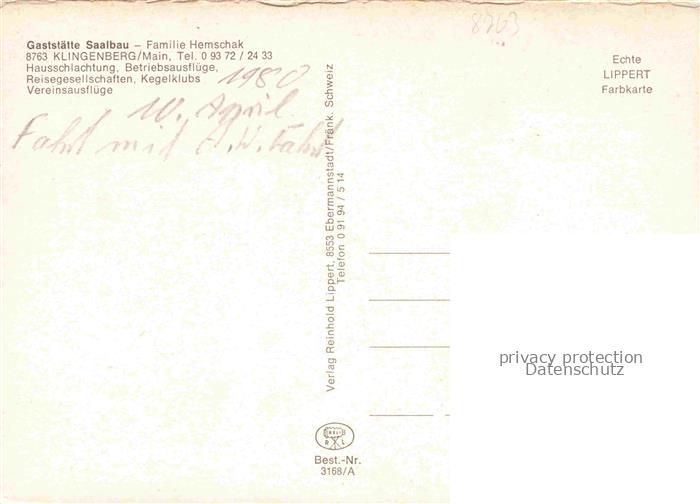 8763
Gaststätte Saalbau – Familie Hemschak
8763 KLINGENBERG/Main, Tel. 0 93 72 / 24 33
Hausschlachtung, Betriebsausflüge,
Reisegesellschaften, Kegelklubs
Vereinsausflüge
1980
10. April
Fahrt mit
Echte
LIPPERT
Farbkarte
Verlag Reinhold Lippert, 8553 Ebermannstadt/Fränk. Schweiz
Telefon 0 91 94 / 5 14
RELI
R L
Best.-Nr.
3168/A
privacy protection
Datenschutz